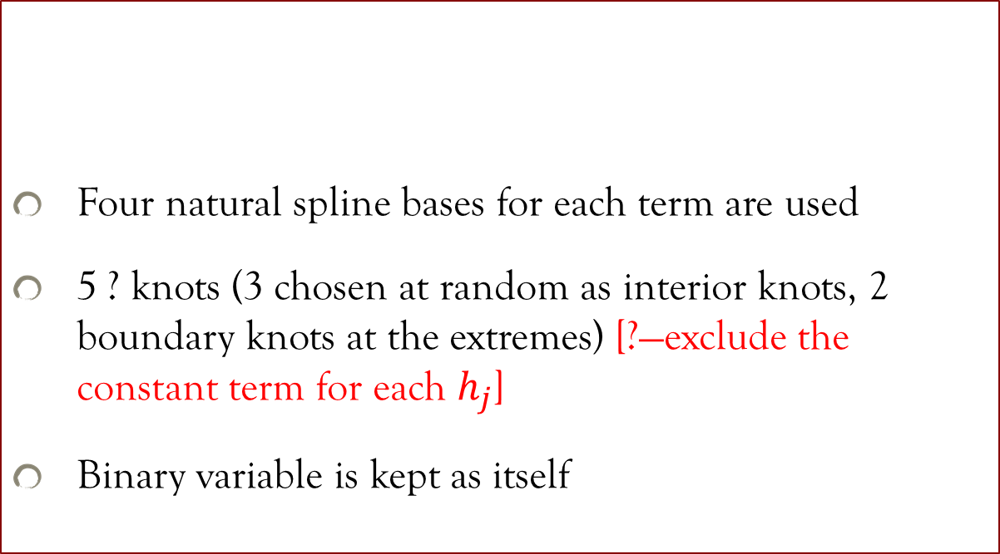 Four natural spline bases for each term are used
5 ? knots (3 chosen at random as interior knots, 2
boundary knots at the extremes) [?—exclude the
constant term for each hⱼ]
Binary variable is kept as itself